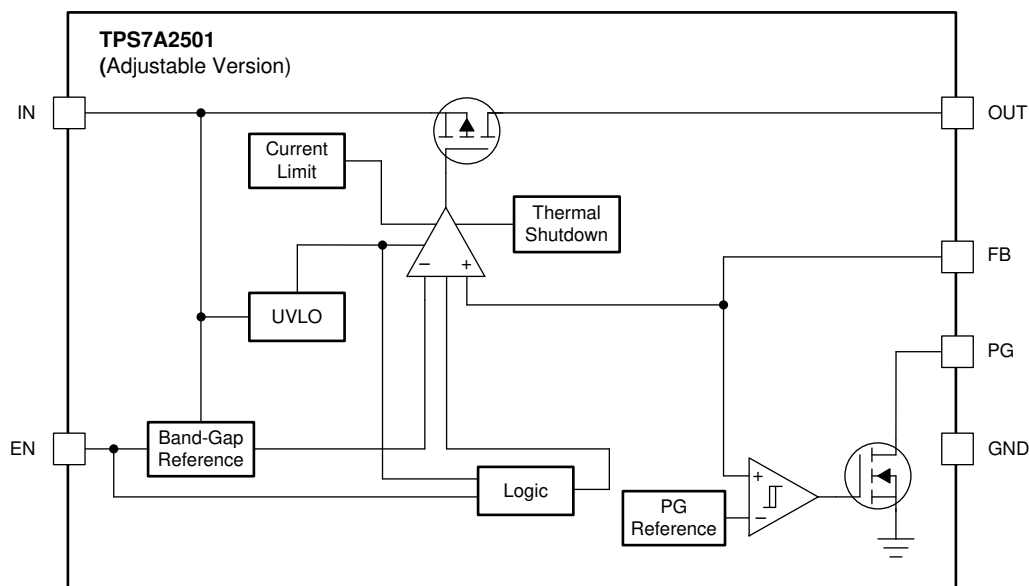 TPS7A2501
(Adjustable Version)
IN
OUT
Current
Limit
Thermal
Shutdown
− +
FB
UVLO
PG
EN
Band-Gap
Reference
GND
Logic
+
−
PG
Reference